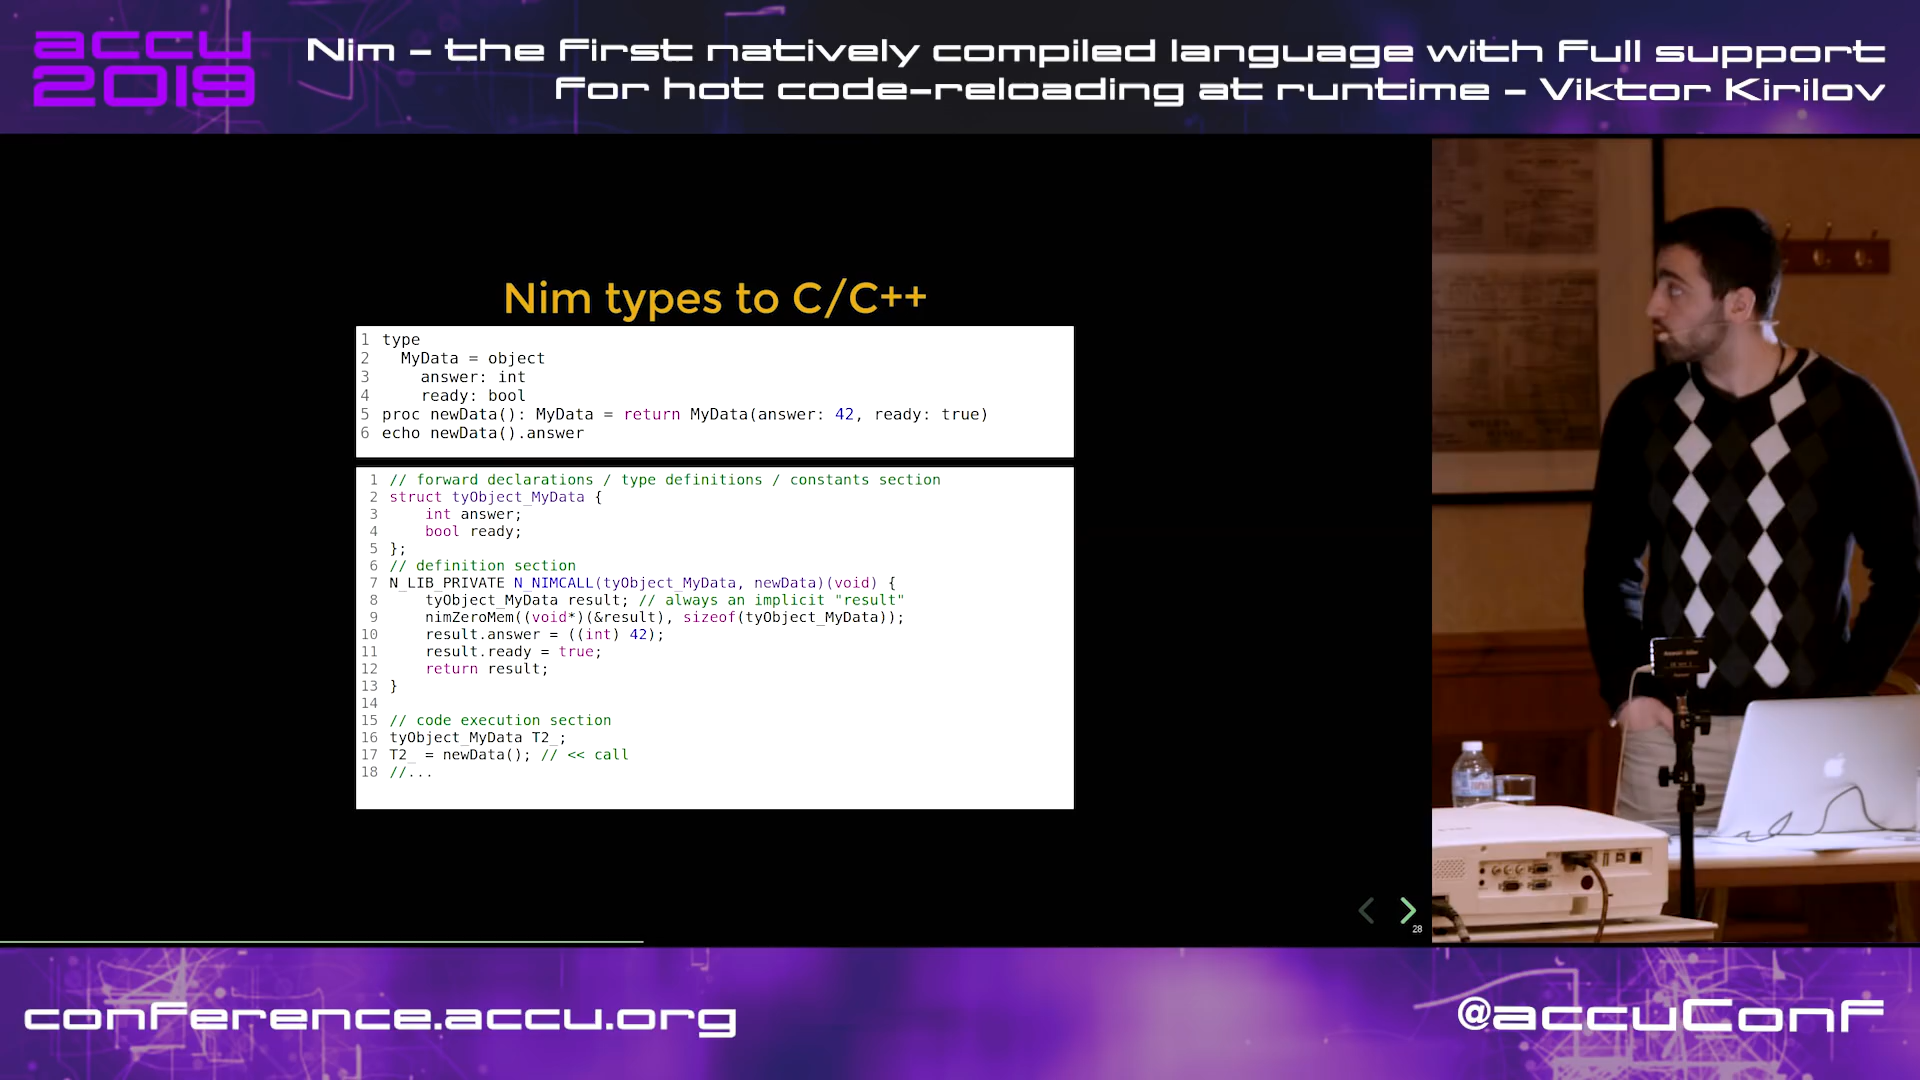 accu
2019
Nim - the first natively compiled language with full support
for hot code-reloading at runtime - Viktor Kirilov
Nim types to C/C++
1 type
2 MyData = object
3 answer: int
4 ready: bool
5 proc newData(): MyData = return MyData(answer: 42, ready: true)
6 echo newData().answer
1 // forward declarations / type definitions / constants section
2 struct tyObject_MyData {
3 int answer;
4 bool ready;
5 };
6 // definition section
7 N_LIB_PRIVATE N_NIMCALL(tyObject_MyData, newData)(void) {
8 tyObject_MyData result; // always an implicit "result"
9 nimZeroMem((void*)(&result), sizeof(tyObject_MyData));
10 result.answer = ((int) 42);
11 result.ready = true;
12 return result;
13 }
14
15 // code execution section
16 tyObject_MyData T2_;
17 T2_ = newData(); // << call
18 //...
28
conference.accu.org
@accuConf